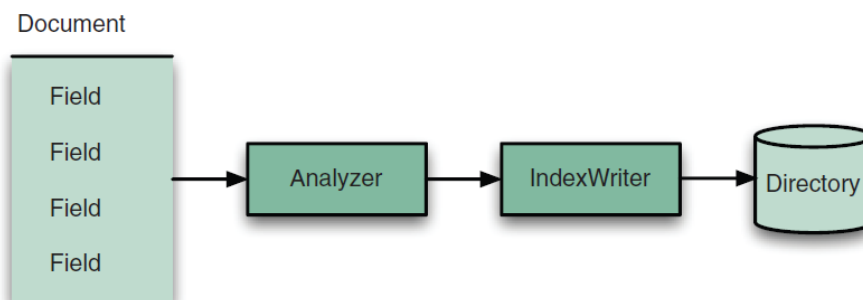 Document
Field
Field
Field
Field
Analyzer
IndexWriter
Directory